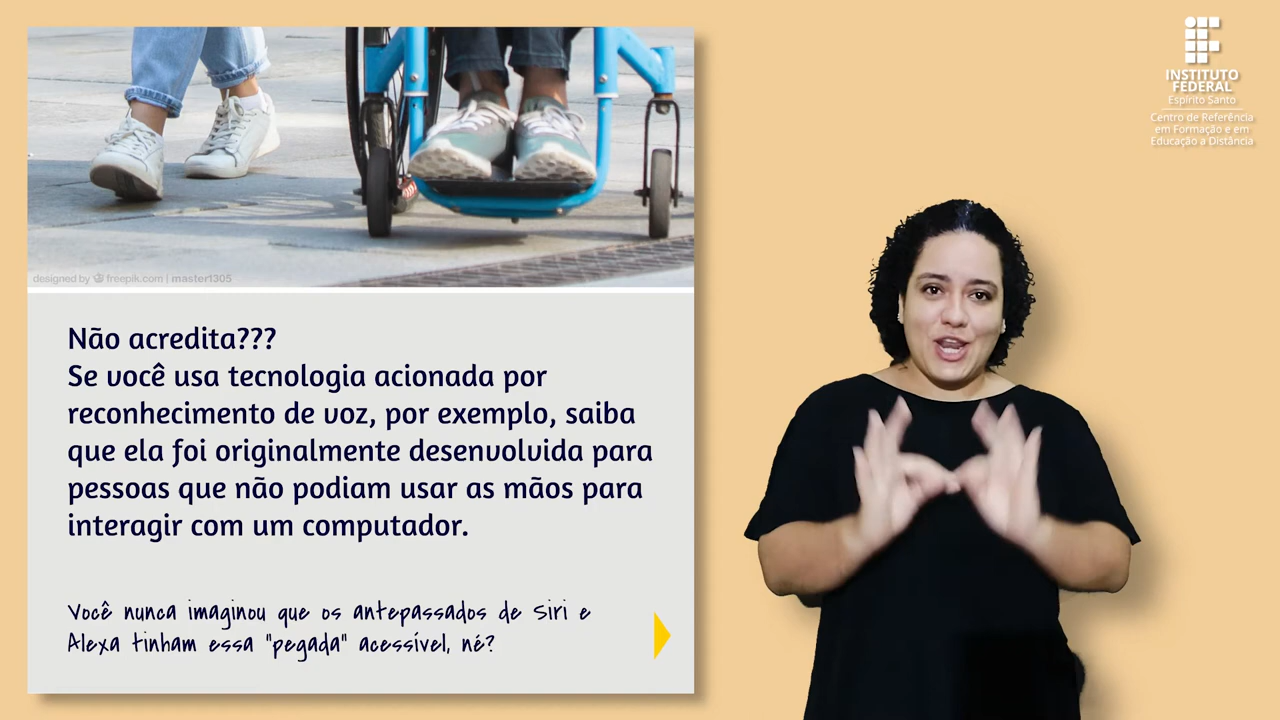 INSTITUTO
FEDERAL
Espírito Santo
Centro de Referência
em Formação e em
Educação a Distância
designed by freepik.com | master1305
Não acredita???
Se você usa tecnologia acionada por
reconhecimento de voz, por exemplo, saiba
que ela foi originalmente desenvolvida para
pessoas que não podiam usar as mãos para
interagir com um computador.
Você nunca imaginou que os antepassados de Siri e
Alexa tinham essa "pegada" acessível, né?